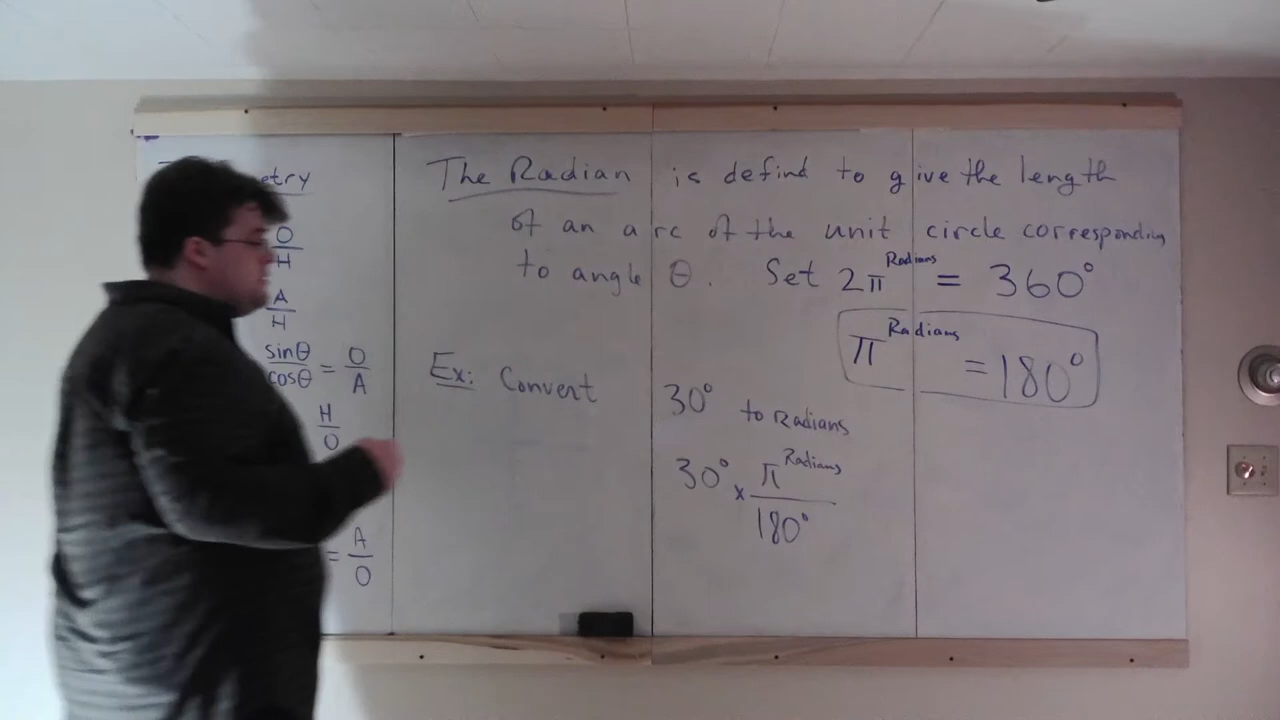 etry
O
H
A
H
sinθ
cosθ = O
A
H
O
= A
O
The Radian is defind to give the length
of an arc of the unit circle corresponding
to angle θ. Set 2π Radians = 360°
π Radians = 180°
Ex: Convert 30° to Radians
30° x π Radians
180°